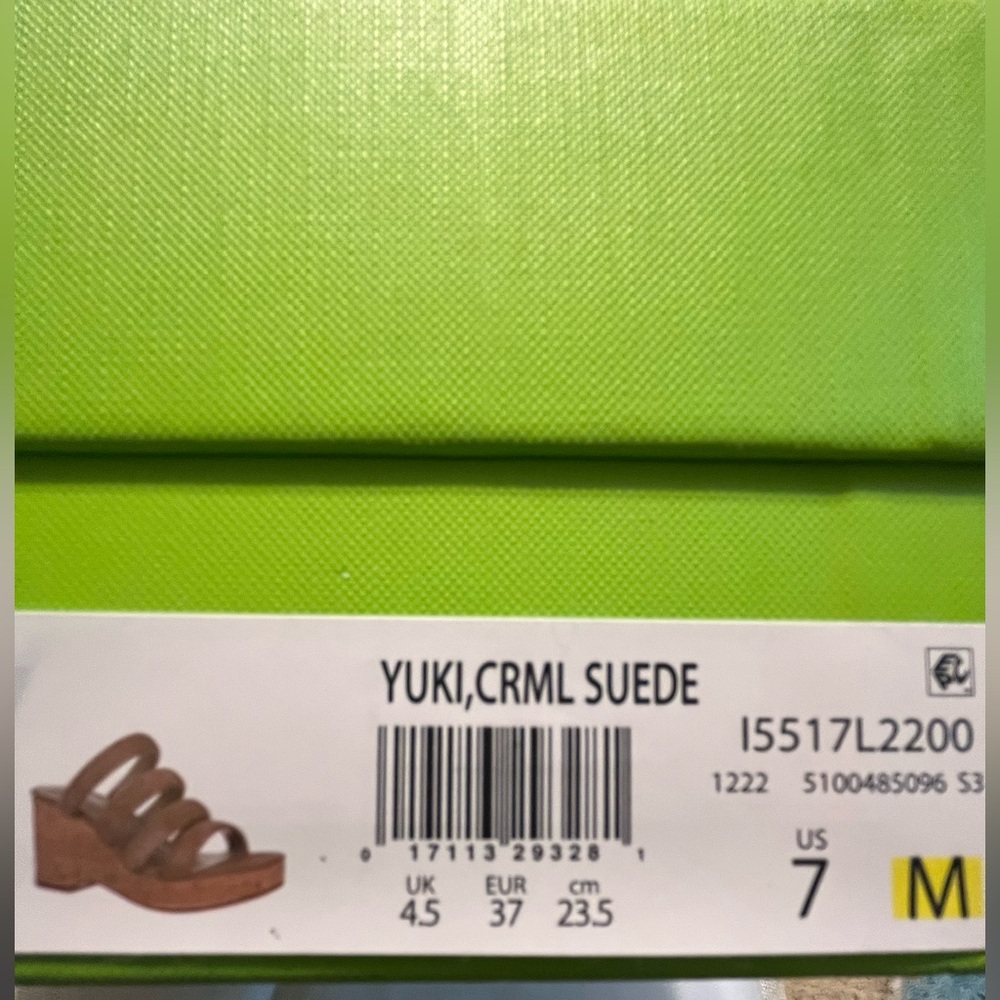 YUKI,CRML SUEDE
I5517L2200
1222 5100485096 S3
0 17113 29328 1
UK EUR cm
4.5 37 23.5
US
7 M